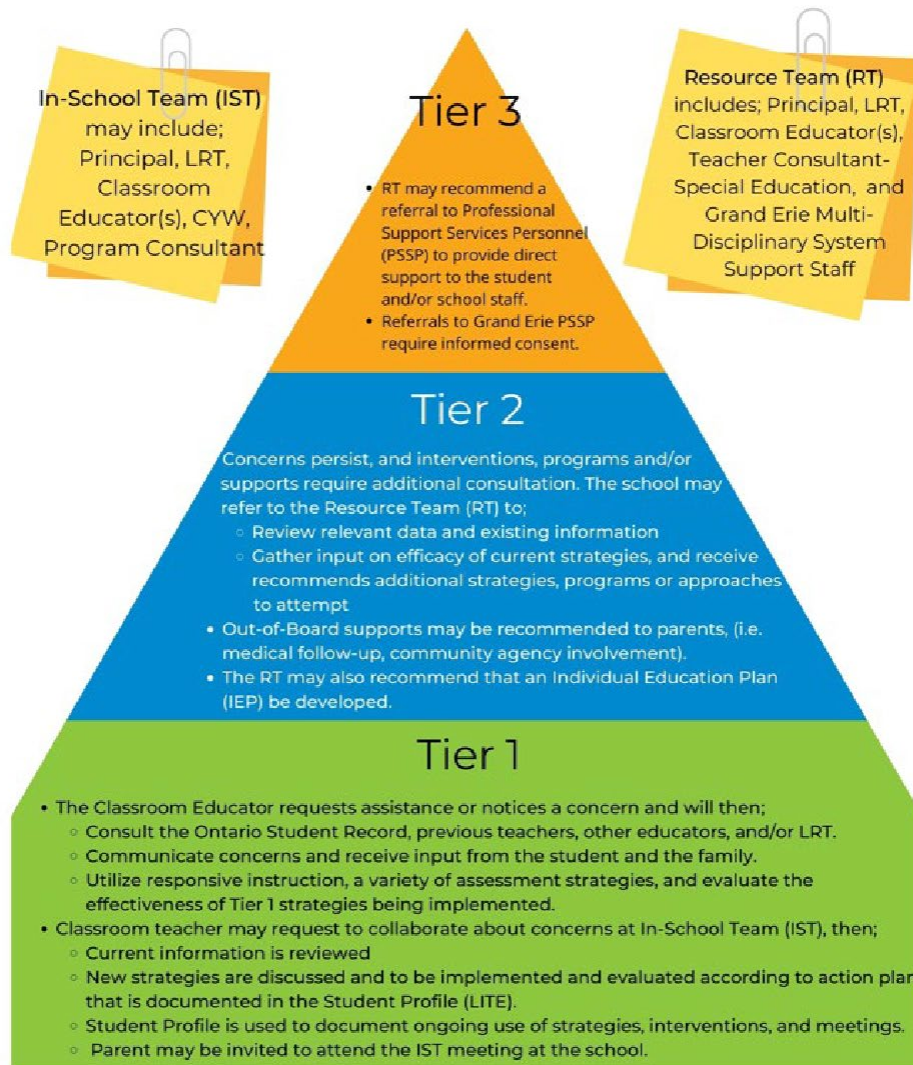 In-School Team (IST)
may include;
Principal, LRT,
Classroom
Educator(s), CYW,
Program Consultant
Resource Team (RT)
includes; Principal, LRT,
Classroom Educator(s),
Teacher Consultant-
Special Education, and
Grand Erie Multi-
Disciplinary System
Support Staff
Tier 3
• RT may recommend a
referral to Professional
Support Services Personnel
(PSSP) to provide direct
support to the student
and/or school staff.
• Referrals to Grand Erie PSSP
require informed consent.
Tier 2
Concerns persist, and interventions, programs and/or
supports require additional consultation. The school may
refer to the Resource Team (RT) to;
◦ Review relevant data and existing information
◦ Gather input on efficacy of current strategies, and receive
recommends additional strategies, programs or approaches
to attempt
• Out-of-Board supports may be recommended to parents, (i.e.
medical follow-up, community agency involvement).
• The RT may also recommend that an Individual Education Plan
(IEP) be developed.
Tier 1
• The Classroom Educator requests assistance or notices a concern and will then;
◦ Consult the Ontario Student Record, previous teachers, other educators, and/or LRT.
◦ Communicate concerns and receive input from the student and the family.
◦ Utilize responsive instruction, a variety of assessment strategies, and evaluate the
effectiveness of Tier 1 strategies being implemented.
• Classroom teacher may request to collaborate about concerns at In-School Team (IST), then;
◦ Current information is reviewed
◦ New strategies are discussed and to be implemented and evaluated according to action plan
that is documented in the Student Profile (LITE).
◦ Student Profile is used to document ongoing use of strategies, interventions, and meetings.
◦ Parent may be invited to attend the IST meeting at the school.